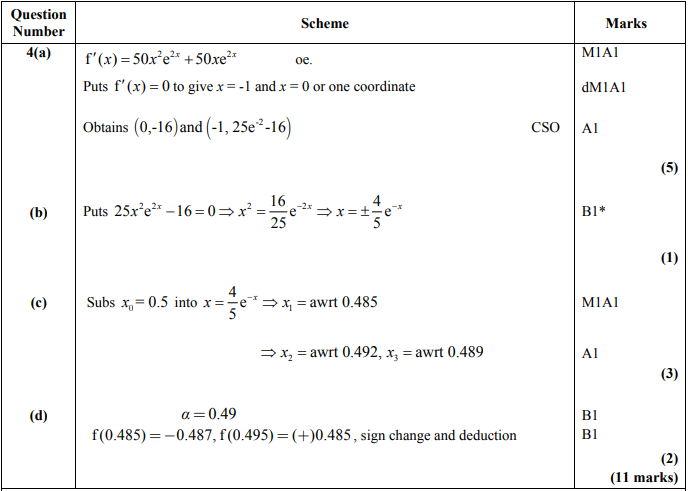 Question Number Scheme Marks
4(a) f′(x) = 50x²e²ˣ + 50xe²ˣ oe. M1A1
Puts f′(x) = 0 to give x = -1 and x = 0 or one coordinate dM1A1
Obtains (0,-16) and (-1, 25e⁻²-16) CSO A1
(5)
(b) Puts 25x²e²ˣ − 16 = 0 ⇒ x² = 16/25 e⁻²ˣ ⇒ x = ± 4/5 e⁻ˣ B1*
(1)
(c) Subs x₀ = 0.5 into x = 4/5 e⁻ˣ ⇒ x₁ = awrt 0.485 M1A1
⇒ x₂ = awrt 0.492, x₃ = awrt 0.489 A1
(3)
(d) α = 0.49 B1
f(0.485) = −0.487, f(0.495) = (+)0.485 , sign change and deduction B1
(2)
(11 marks)